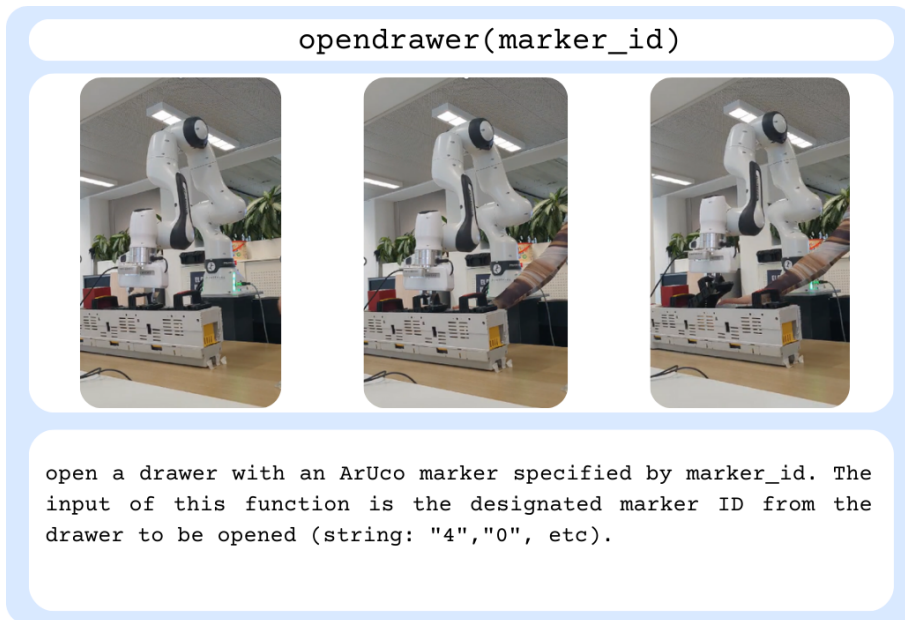 opendrawer(marker_id)
open a drawer with an ArUco marker specified by marker_id. The
input of this function is the designated marker ID from the
drawer to be opened (string: "4","0", etc).